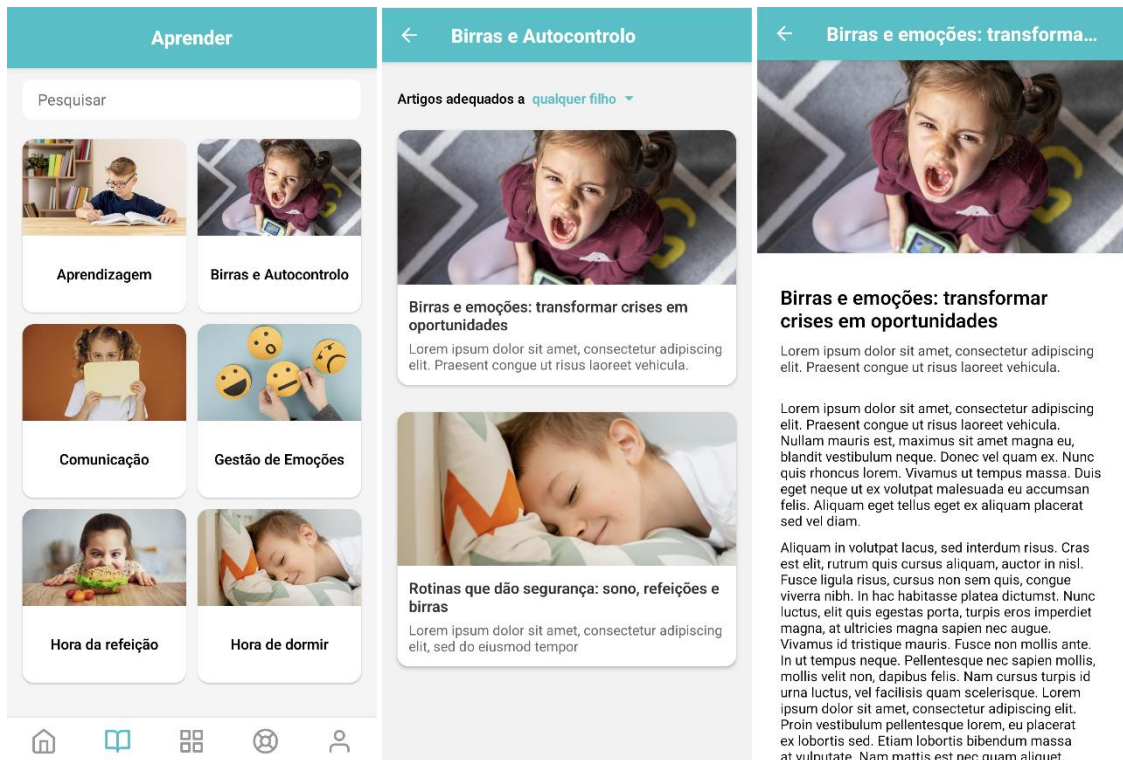 Aprender
Pesquisar
Aprendizagem
Birras e Autocontrolo
Comunicação
Gestão de Emoções
Hora da refeição
Hora de dormir
Birras e Autocontrolo
Artigos adequados a qualquer filho
Birras e emoções: transformar crises em
oportunidades
Lorem ipsum dolor sit amet, consectetur adipiscing
elit. Praesent congue ut risus laoreet vehicula.
Rotinas que dão segurança: sono, refeições e
birras
Lorem ipsum dolor sit amet, consectetur adipiscing
elit, sed do eiusmod tempor
Birras e emoções: transforma...
Birras e emoções: transformar
crises em oportunidades
Lorem ipsum dolor sit amet, consectetur adipiscing
elit. Praesent congue ut risus laoreet vehicula.
Lorem ipsum dolor sit amet, consectetur adipiscing
elit. Praesent congue ut risus laoreet vehicula.
Nullam mauris est, maximus sit amet magna eu,
blandit vestibulum neque. Donec vel quam ex. Nunc
quis rhoncus lorem. Vivamus ut tempus massa. Duis
eget neque ut ex volutpat malesuada eu accumsan
felis. Aliquam eget tellus eget ex aliquam placerat
sed vel diam.
Aliquam in volutpat lacus, sed interdum risus. Cras
est elit, rutrum quis cursus aliquam, auctor in nisl.
Fusce ligula risus, cursus non sem quis, congue
viverra nibh. In hac habitasse platea dictumst. Nunc
luctus, elit quis egestas porta, turpis eros imperdiet
magna, at ultricies magna sapien nec augue.
Vivamus id tristique mauris. Fusce non mollis ante.
In ut tempus neque. Pellentesque nec sapien mollis,
mollis velit non, dapibus felis. Nam cursus turpis id
urna luctus, vel facilisis quam scelerisque. Lorem
ipsum dolor sit amet, consectetur adipiscing elit.
Proin vestibulum pellentesque lorem, eu placerat
ex lobortis sed. Etiam lobortis bibendum massa
at vulputate. Nam mattis est nec quam aliquet